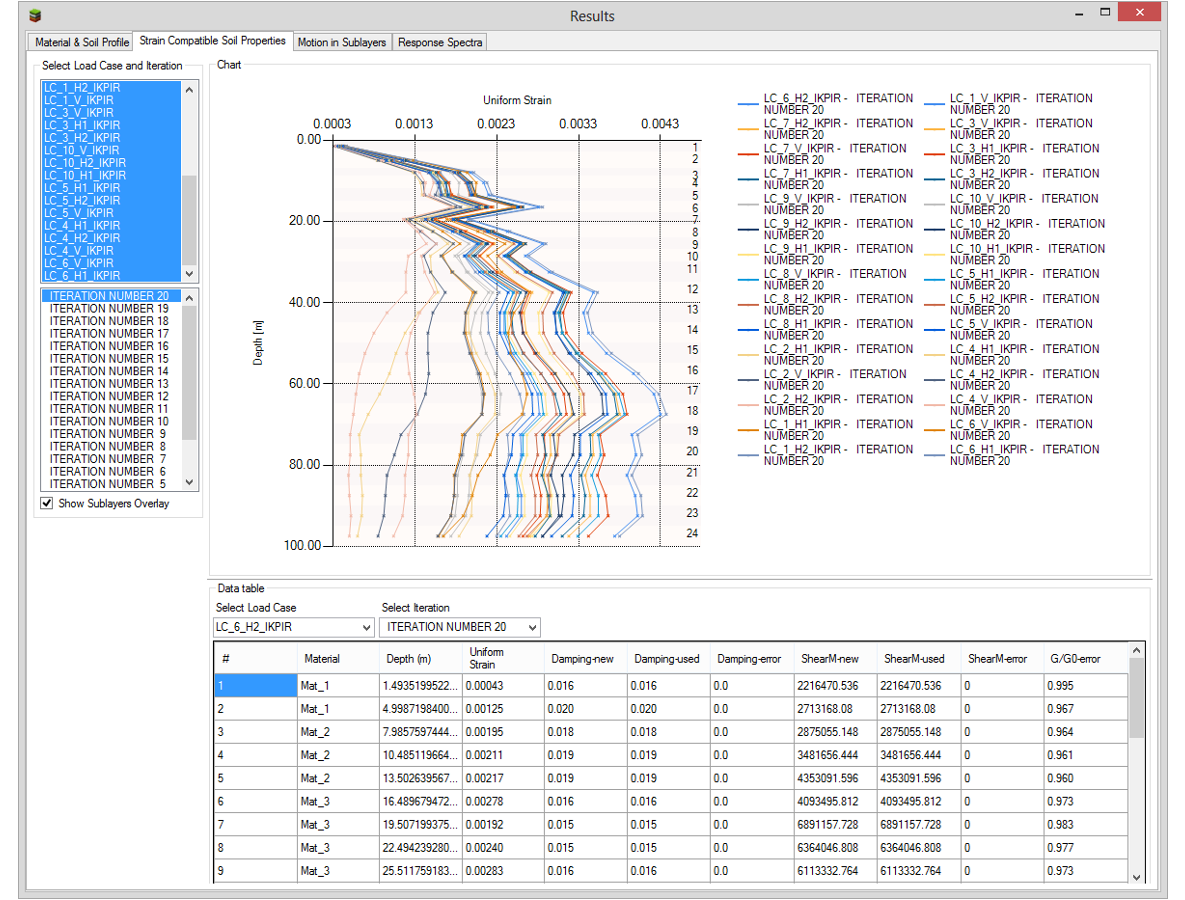 Results
Material & Soil Profile
Strain Compatible Soil Properties
Motion in Sublayers
Response Spectra
Select Load Case and Iteration
LC_1_H2_IKPIR
LC_1_V_IKPIR
LC_3_V_IKPIR
LC_3_H1_IKPIR
LC_3_H2_IKPIR
LC_10_V_IKPIR
LC_10_H2_IKPIR
LC_10_H1_IKPIR
LC_5_H1_IKPIR
LC_5_H2_IKPIR
LC_5_V_IKPIR
LC_4_H1_IKPIR
LC_4_H2_IKPIR
LC_4_V_IKPIR
LC_6_V_IKPIR
LC_6_H1_IKPIR
ITERATION NUMBER 20
ITERATION NUMBER 19
ITERATION NUMBER 18
ITERATION NUMBER 17
ITERATION NUMBER 16
ITERATION NUMBER 15
ITERATION NUMBER 14
ITERATION NUMBER 13
ITERATION NUMBER 12
ITERATION NUMBER 11
ITERATION NUMBER 10
ITERATION NUMBER 9
ITERATION NUMBER 8
ITERATION NUMBER 7
ITERATION NUMBER 6
ITERATION NUMBER 5
Show Sublayers Overlay
Chart
Uniform Strain
0.0003 0.0013 0.0023 0.0033 0.0043
Depth [m]
0.00
20.00
40.00
60.00
80.00
100.00
1
2
3
4
5
6
7
8
9
10
11
12
13
14
15
16
17
18
19
20
21
22
23
24
LC_6_H2_IKPIR - ITERATION
NUMBER 20
LC_7_H2_IKPIR - ITERATION
NUMBER 20
LC_7_V_IKPIR - ITERATION
NUMBER 20
LC_7_H1_IKPIR - ITERATION
NUMBER 20
LC_9_V_IKPIR - ITERATION
NUMBER 20
LC_9_H2_IKPIR - ITERATION
NUMBER 20
LC_9_H1_IKPIR - ITERATION
NUMBER 20
LC_8_V_IKPIR - ITERATION
NUMBER 20
LC_8_H2_IKPIR - ITERATION
NUMBER 20
LC_8_H1_IKPIR - ITERATION
NUMBER 20
LC_2_H1_IKPIR - ITERATION
NUMBER 20
LC_2_V_IKPIR - ITERATION
NUMBER 20
LC_2_H2_IKPIR - ITERATION
NUMBER 20
LC_1_H1_IKPIR - ITERATION
NUMBER 20
LC_1_H2_IKPIR - ITERATION
NUMBER 20
LC_1_V_IKPIR - ITERATION
NUMBER 20
LC_3_V_IKPIR - ITERATION
NUMBER 20
LC_3_H1_IKPIR - ITERATION
NUMBER 20
LC_3_H2_IKPIR - ITERATION
NUMBER 20
LC_10_V_IKPIR - ITERATION
NUMBER 20
LC_10_H2_IKPIR - ITERATION
NUMBER 20
LC_10_H1_IKPIR - ITERATION
NUMBER 20
LC_5_H1_IKPIR - ITERATION
NUMBER 20
LC_5_H2_IKPIR - ITERATION
NUMBER 20
LC_5_V_IKPIR - ITERATION
NUMBER 20
LC_4_H1_IKPIR - ITERATION
NUMBER 20
LC_4_H2_IKPIR - ITERATION
NUMBER 20
LC_4_V_IKPIR - ITERATION
NUMBER 20
LC_6_V_IKPIR - ITERATION
NUMBER 20
LC_6_H1_IKPIR - ITERATION
NUMBER 20
Data table
Select Load Case Select Iteration
LC_6_H2_IKPIR ITERATION NUMBER 20
# Material Depth (m) Uniform Strain Damping-new Damping-used Damping-error ShearM-new ShearM-used ShearM-error G/G0-error
1 Mat_1 1.4935199522... 0.00043 0.016 0.016 0.0 2216470.536 2216470.536 0 0.995
2 Mat_1 4.9987198400... 0.00125 0.020 0.020 0.0 2713168.08 2713168.08 0 0.967
3 Mat_2 7.9857597444... 0.00195 0.018 0.018 0.0 2875055.148 2875055.148 0 0.964
4 Mat_2 10.485119664... 0.00211 0.019 0.019 0.0 3481656.444 3481656.444 0 0.961
5 Mat_2 13.502639567... 0.00217 0.019 0.019 0.0 4353091.596 4353091.596 0 0.960
6 Mat_3 16.489679472... 0.00278 0.016 0.016 0.0 4093495.812 4093495.812 0 0.973
7 Mat_3 19.507199375... 0.00192 0.015 0.015 0.0 6891157.728 6891157.728 0 0.983
8 Mat_3 22.494239280... 0.00240 0.015 0.015 0.0 6364046.808 6364046.808 0 0.977
9 Mat_3 25.511759183... 0.00283 0.016 0.016 0.0 6113332.764 6113332.764 0 0.973